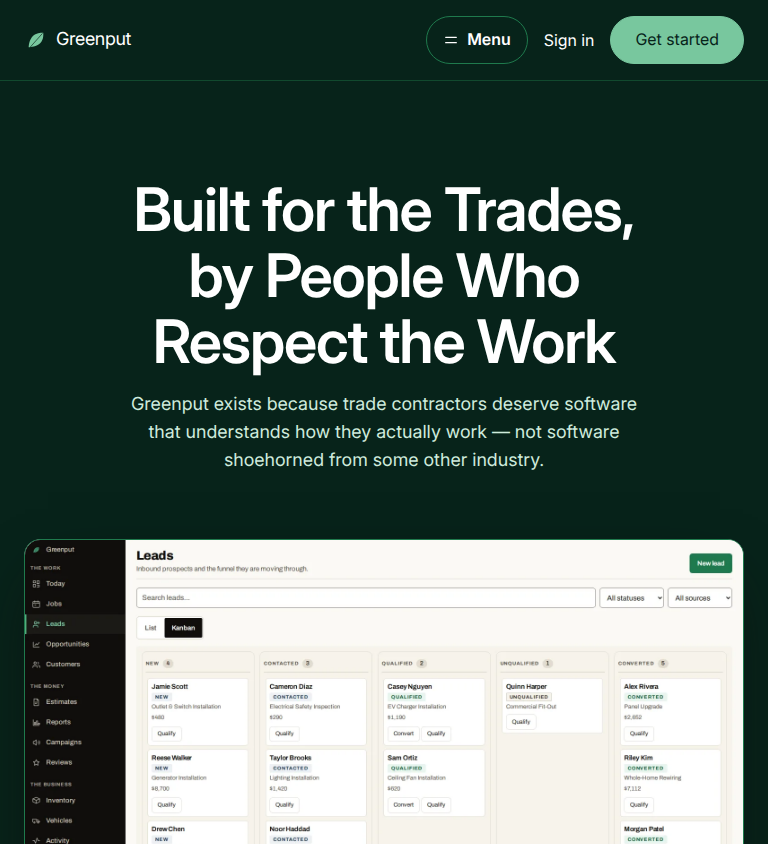 Greenput
Menu
Sign in
Get started
Built for the Trades,
by People Who
Respect the Work
Greenput exists because trade contractors deserve software
that understands how they actually work — not software
shoehorned from some other industry.
Greenput
THE WORK
Today
Jobs
Leads
Opportunities
Customers
THE MONEY
Estimates
Reports
Campaigns
Reviews
THE BUSINESS
Inventory
Vehicles
Activity
Leads
Inbound prospects and the funnel they are moving through.
New lead
Search leads...
All statuses
All sources
List
Kanban
NEW 6
Jamie Scott
NEW
Outlet & Switch Installation
$480
Qualify
Reese Walker
NEW
Generator Installation
$8,700
Qualify
Drew Chen
NEW
CONTACTED 3
Cameron Diaz
CONTACTED
Electrical Safety Inspection
$390
Qualify
Taylor Brooks
CONTACTED
Lighting Installation
$1,420
Qualify
Noor Haddad
CONTACTED
QUALIFIED 2
Casey Nguyen
QUALIFIED
EV Charger Installation
$1,190
Convert
Qualify
Sam Ortiz
QUALIFIED
Ceiling Fan Installation
$620
Convert
Qualify
UNQUALIFIED 1
Quinn Harper
UNQUALIFIED
Commercial Fit-Out
Qualify
CONVERTED 5
Alex Rivera
CONVERTED
Panel Upgrade
$2,852
Qualify
Riley Kim
CONVERTED
Whole-Home Rewiring
$7,112
Qualify
Morgan Patel
CONVERTED